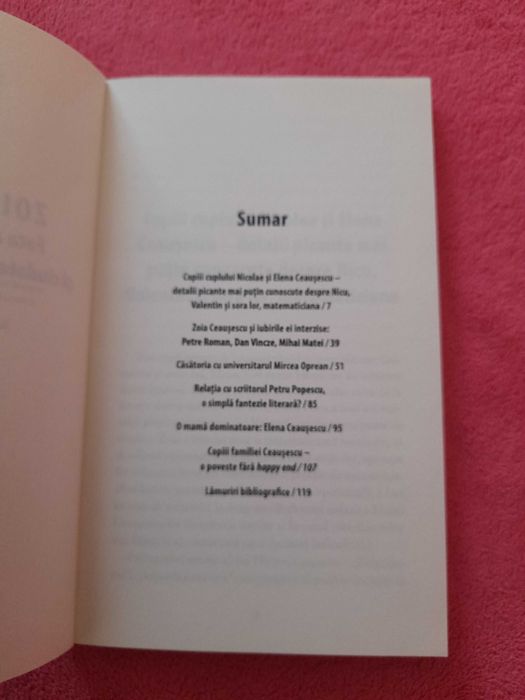 Sumar
Copiii cuplului Nicolae și Elena Ceaușescu –
detalii picante mai puțin cunoscute despre Nicu,
Valentin și sora lor, matematiciana / 7
Zoia Ceaușescu și iubirile ei interzise:
Petre Roman, Dan Vincze, Mihai Matei / 39
Căsătoria cu universitarul Mircea Oprean / 51
Relația cu scriitorul Petru Popescu,
o simplă fantezie literară? / 85
O mamă dominatoare: Elena Ceaușescu / 95
Copiii familiei Ceaușescu –
o poveste fără happy end / 107
Lămuriri bibliografice / 119